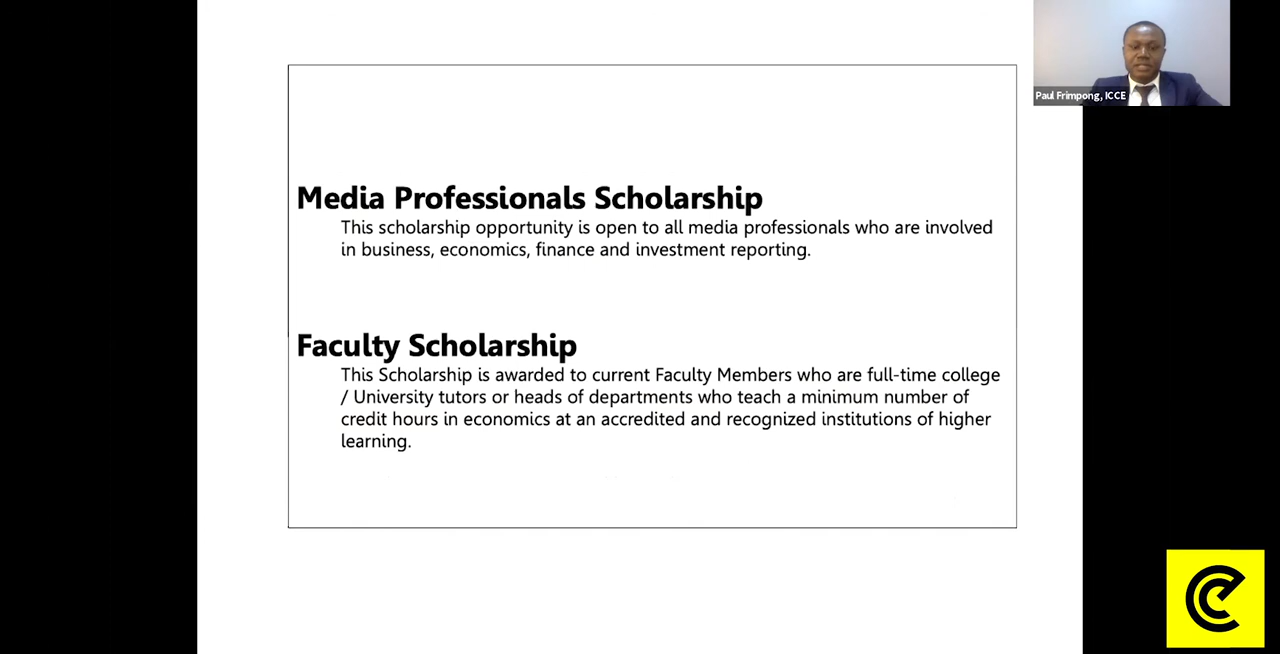 Paul Frimpong, ICCE
Media Professionals Scholarship
This scholarship opportunity is open to all media professionals who are involved
in business, economics, finance and investment reporting.
Faculty Scholarship
This Scholarship is awarded to current Faculty Members who are full-time college
/ University tutors or heads of departments who teach a minimum number of
credit hours in economics at an accredited and recognized institutions of higher
learning.